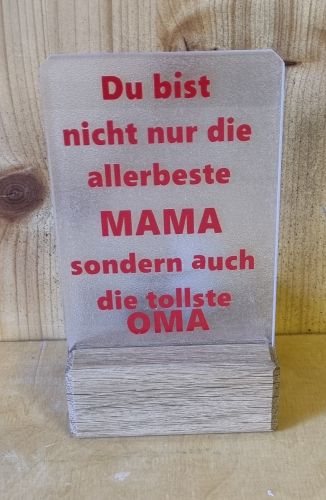 Du bist
nicht nur die
allerbeste
MAMA
sondern auch
die tollste
OMA